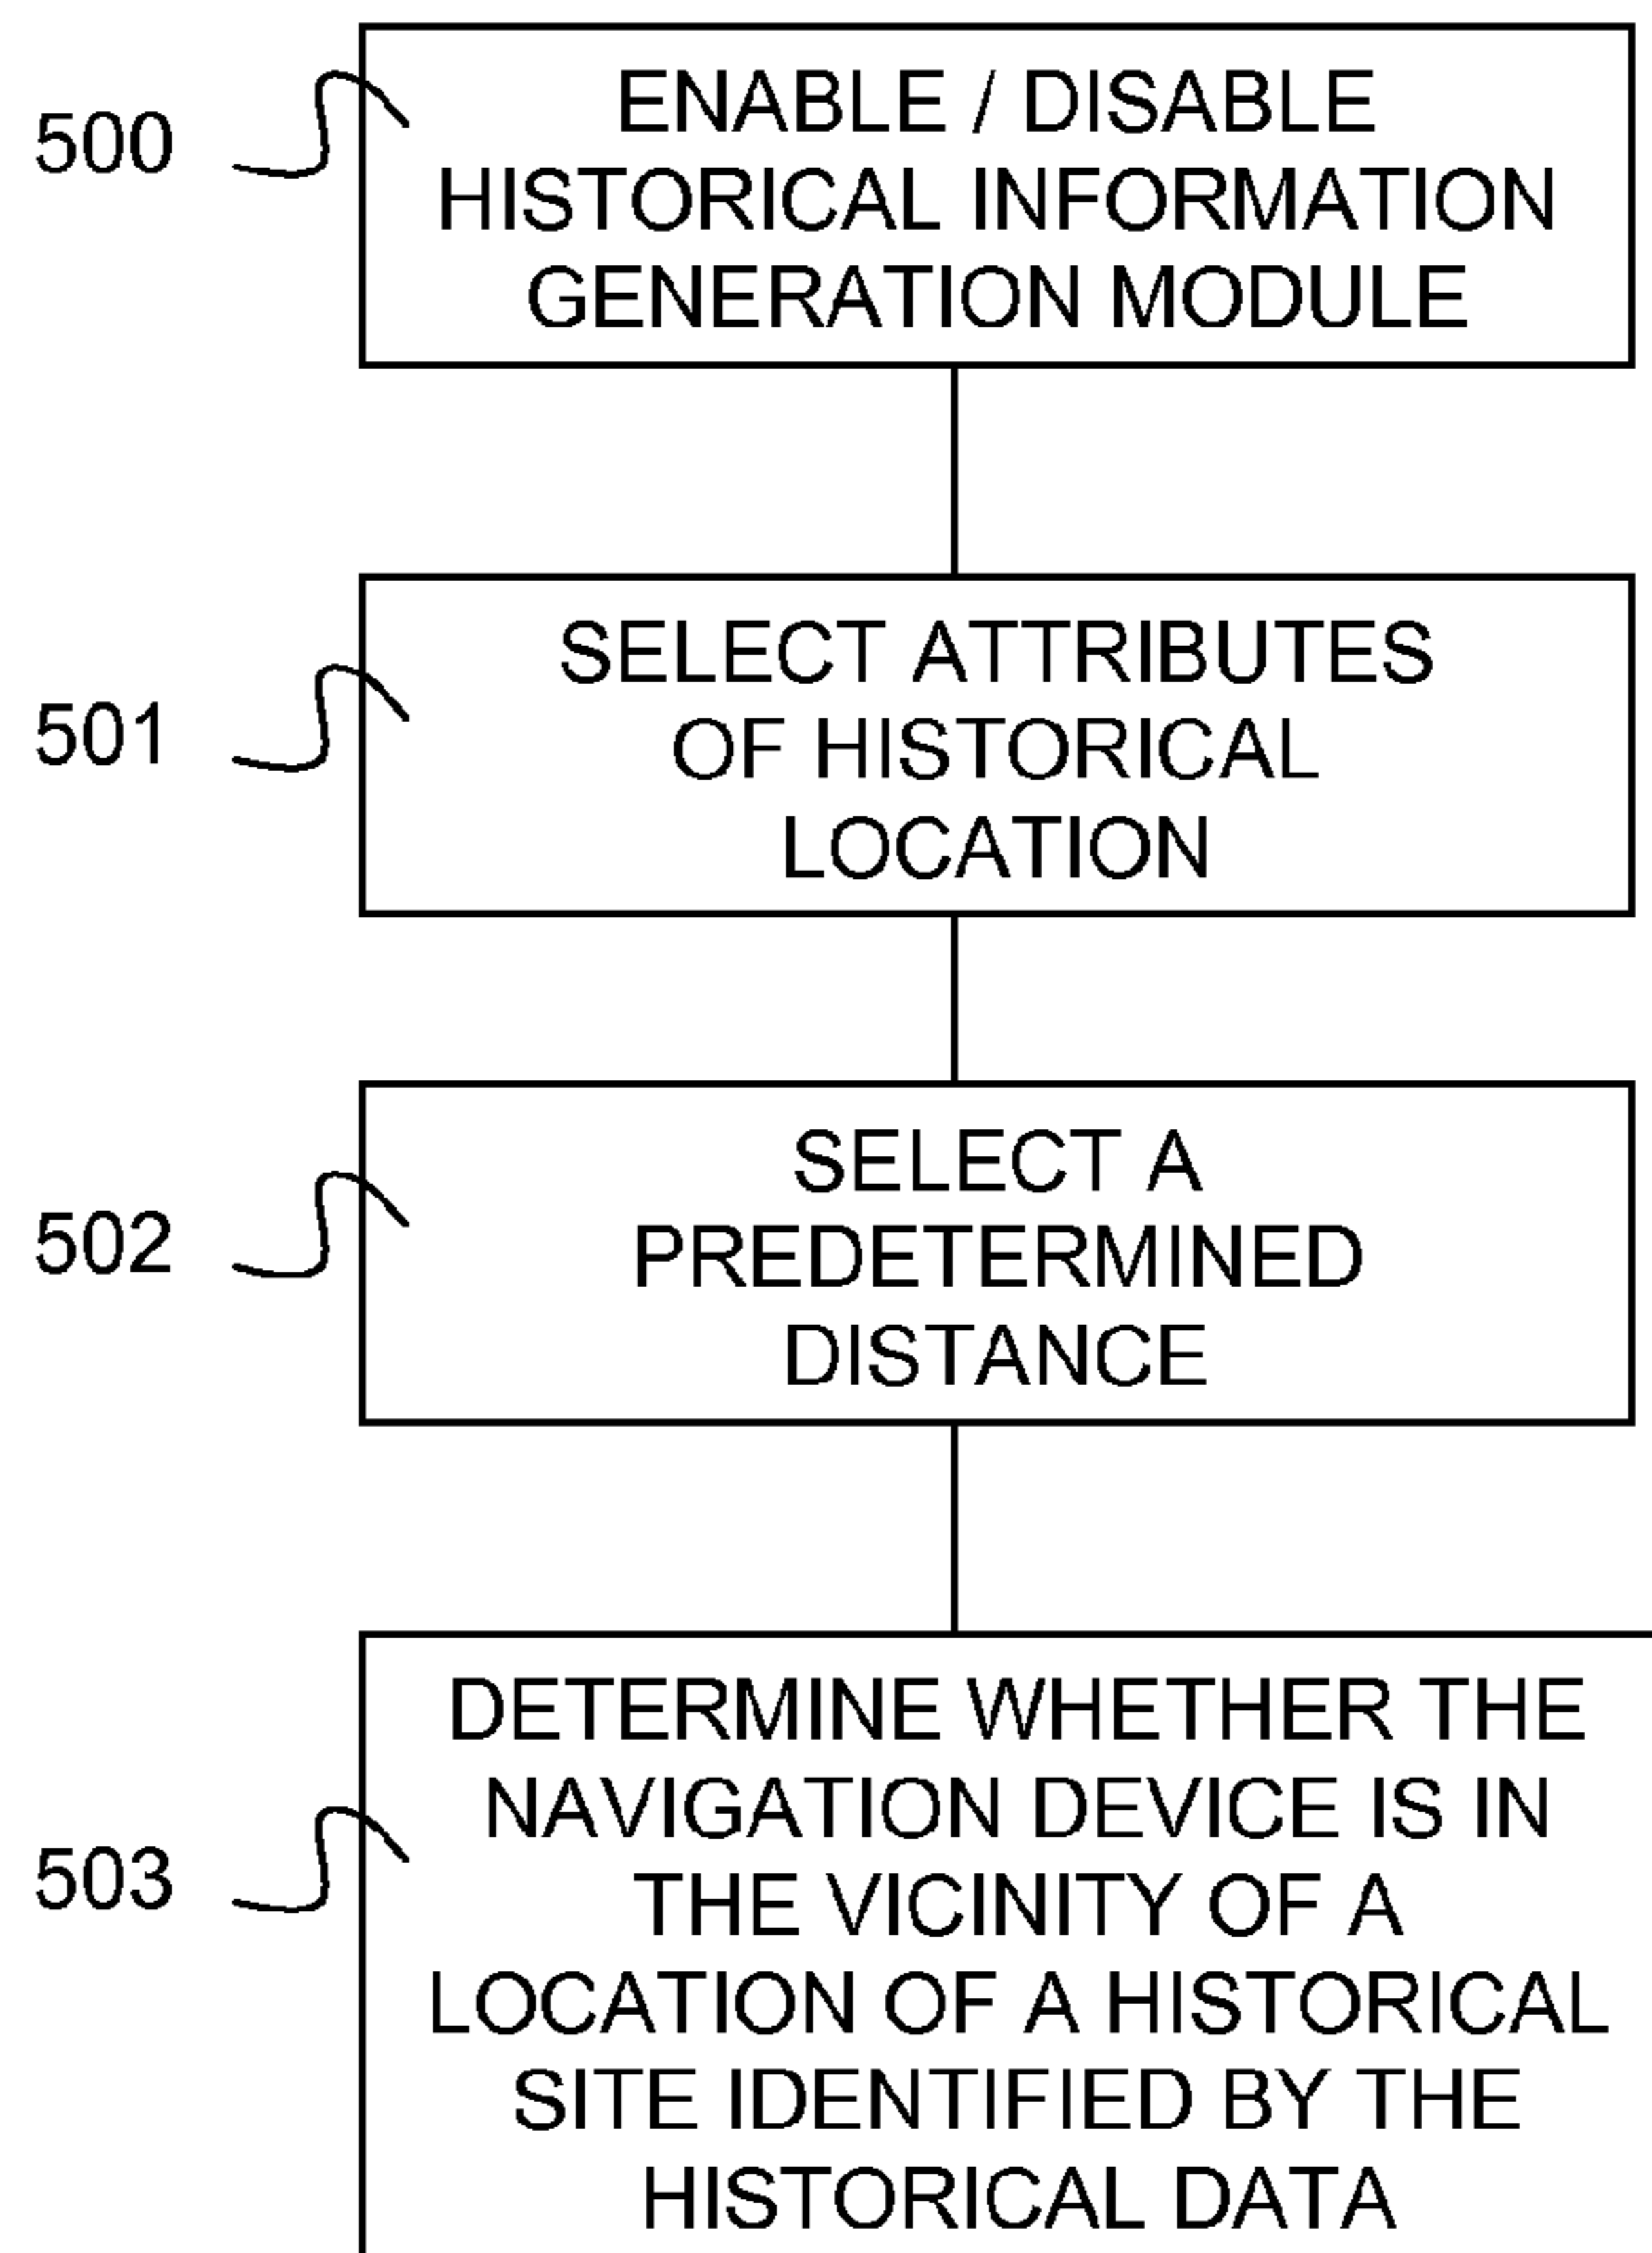 500
ENABLE / DISABLE
HISTORICAL INFORMATION
GENERATION MODULE
501
SELECT ATTRIBUTES
OF HISTORICAL
LOCATION
502
SELECT A
PREDETERMINED
DISTANCE
503
DETERMINE WHETHER THE
NAVIGATION DEVICE IS IN
THE VICINITY OF A
LOCATION OF A HISTORICAL
SITE IDENTIFIED BY THE
HISTORICAL DATA